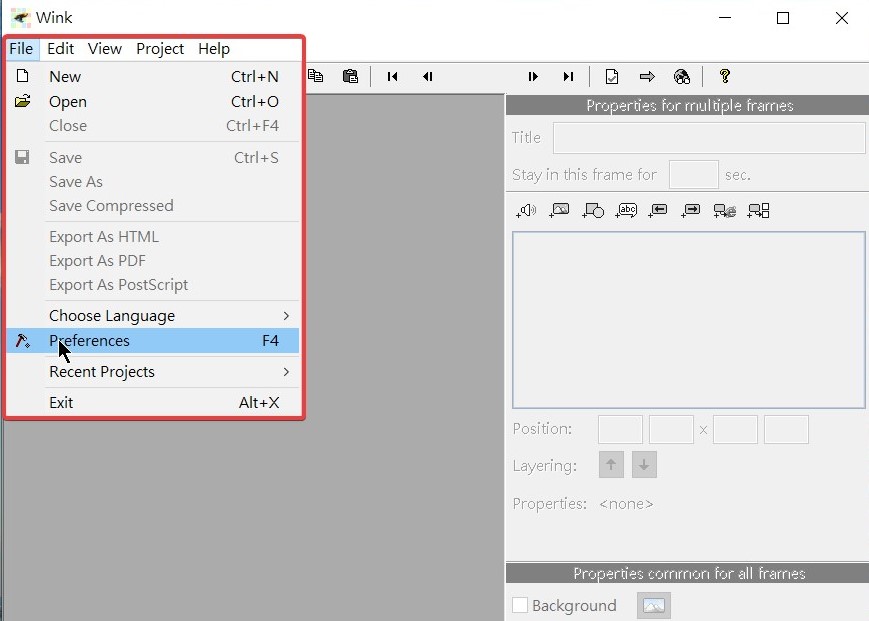 Wink
File Edit View Project Help
New Ctrl+N
Open Ctrl+O
Close Ctrl+F4
Save Ctrl+S
Save As
Save Compressed
Export As HTML
Export As PDF
Export As PostScript
Choose Language
Preferences F4
Recent Projects
Exit Alt+X
Properties for multiple frames
Title
Stay in this frame for sec.
abc
Position: x
Layering:
Properties: <none>
Properties common for all frames
Background